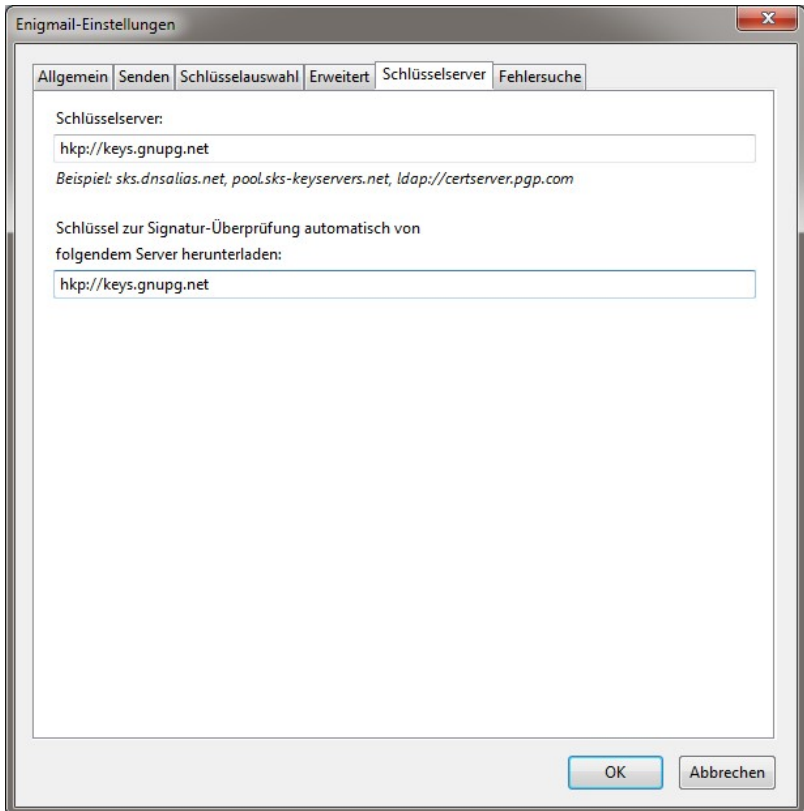 Enigmail-Einstellungen
Allgemein Senden Schlüsselauswahl Erweitert Schlüsselserver Fehlersuche
Schlüsselserver:
hkp://keys.gnupg.net
Beispiel: sks.dnsalias.net, pool.sks-keyservers.net, ldap://certserver.pgp.com
Schlüssel zur Signatur-Überprüfung automatisch von
folgendem Server herunterladen:
hkp://keys.gnupg.net
OK Abbrechen